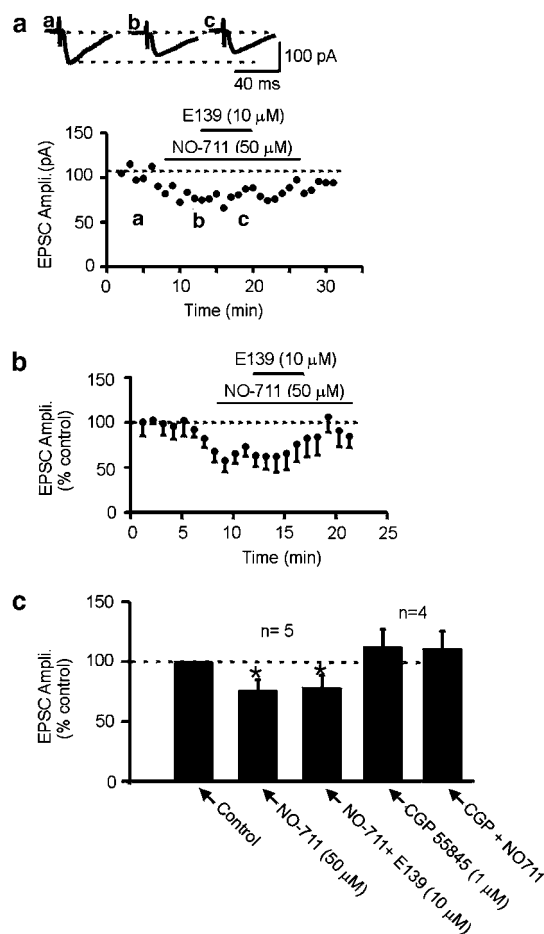 a
a b c
100 pA
40 ms
E139 (10 µM)
NO-711 (50 µM)
EPSC Ampli.(pA)
150
100
50
0
a b c
0 10 20 30
Time (min)
b
E139 (10 µM)
NO-711 (50 µM)
EPSC Ampli.
(% control)
150
100
50
0
0 5 10 15 20 25
Time (min)
c
EPSC Ampli.
(% control)
150
100
50
0
n= 5
n=4
* *
Control
NO-711 (50 µM)
NO-711+ E139 (10 µM)
CGP 55845 (1 µM)
CGP + NO711